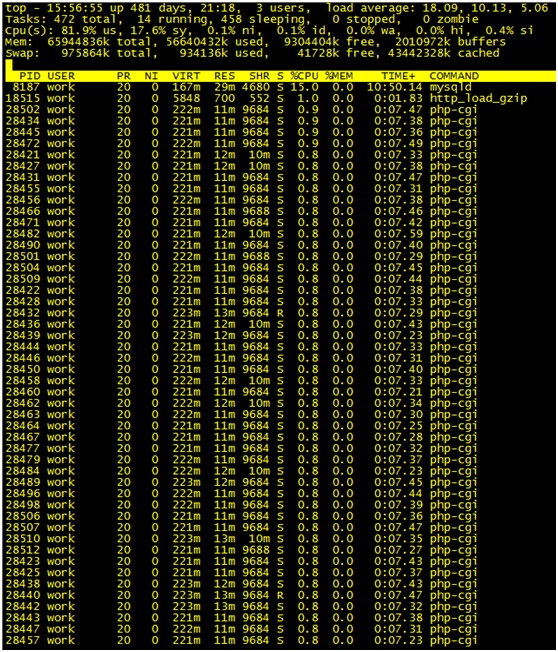 top - 15:56:55 up 481 days, 21:18, 3 users, load average: 18.09, 10.13, 5.06
Tasks: 472 total, 14 running, 458 sleeping, 0 stopped, 0 zombie
Cpu(s): 81.9% us, 17.6% sy, 0.1% ni, 0.1% id, 0.0% wa, 0.0% hi, 0.4% si
Mem: 65944836k total, 56640432k used, 9304404k free, 2010972k buffers
Swap: 975864k total, 934136k used, 41728k free, 43442328k cached
PID USER PR NI VIRT RES SHR S %CPU %MEM TIME+ COMMAND
8187 work 20 0 167m 29m 4680 S 15.0 0.0 10:50.14 mysqld
18515 work 20 0 5848 700 552 S 1.0 0.0 0:01.83 http_load_gzip
28502 work 20 0 222m 11m 9684 S 0.9 0.0 0:07.47 php-cgi
28434 work 20 0 221m 11m 9684 S 0.9 0.0 0:07.38 php-cgi
28445 work 20 0 221m 11m 9684 S 0.9 0.0 0:07.36 php-cgi
28472 work 20 0 222m 11m 9684 S 0.9 0.0 0:07.49 php-cgi
28421 work 20 0 221m 12m 10m S 0.8 0.0 0:07.33 php-cgi
28427 work 20 0 221m 12m 10m S 0.8 0.0 0:07.38 php-cgi
28431 work 20 0 221m 11m 9684 S 0.8 0.0 0:07.47 php-cgi
28455 work 20 0 221m 11m 9684 S 0.8 0.0 0:07.31 php-cgi
28456 work 20 0 222m 11m 9684 S 0.8 0.0 0:07.38 php-cgi
28466 work 20 0 221m 11m 9688 S 0.8 0.0 0:07.46 php-cgi
28471 work 20 0 221m 11m 9684 S 0.8 0.0 0:07.42 php-cgi
28482 work 20 0 221m 12m 10m S 0.8 0.0 0:07.59 php-cgi
28490 work 20 0 221m 11m 9684 S 0.8 0.0 0:07.40 php-cgi
28501 work 20 0 222m 11m 9688 S 0.8 0.0 0:07.29 php-cgi
28504 work 20 0 221m 11m 9684 S 0.8 0.0 0:07.45 php-cgi
28509 work 20 0 222m 11m 9684 S 0.8 0.0 0:07.44 php-cgi
28422 work 20 0 221m 11m 9684 S 0.8 0.0 0:07.38 php-cgi
28428 work 20 0 221m 11m 9684 S 0.8 0.0 0:07.33 php-cgi
28432 work 20 0 223m 13m 9684 R 0.8 0.0 0:07.29 php-cgi
28436 work 20 0 221m 12m 10m S 0.8 0.0 0:07.43 php-cgi
28439 work 20 0 223m 12m 9684 S 0.8 0.0 0:07.23 php-cgi
28444 work 20 0 221m 11m 9684 S 0.8 0.0 0:07.33 php-cgi
28446 work 20 0 222m 11m 9684 S 0.8 0.0 0:07.31 php-cgi
28450 work 20 0 221m 11m 9684 S 0.8 0.0 0:07.40 php-cgi
28458 work 20 0 222m 12m 10m S 0.8 0.0 0:07.33 php-cgi
28460 work 20 0 221m 11m 9684 S 0.8 0.0 0:07.21 php-cgi
28462 work 20 0 222m 12m 10m S 0.8 0.0 0:07.34 php-cgi
28463 work 20 0 222m 11m 9684 S 0.8 0.0 0:07.30 php-cgi
28464 work 20 0 221m 11m 9684 S 0.8 0.0 0:07.25 php-cgi
28467 work 20 0 221m 11m 9684 S 0.8 0.0 0:07.28 php-cgi
28477 work 20 0 221m 11m 9684 S 0.8 0.0 0:07.32 php-cgi
28479 work 20 0 222m 11m 9684 S 0.8 0.0 0:07.37 php-cgi
28484 work 20 0 222m 12m 10m S 0.8 0.0 0:07.23 php-cgi
28489 work 20 0 223m 12m 9684 S 0.8 0.0 0:07.45 php-cgi
28496 work 20 0 222m 11m 9684 S 0.8 0.0 0:07.44 php-cgi
28498 work 20 0 222m 11m 9684 S 0.8 0.0 0:07.39 php-cgi
28506 work 20 0 221m 11m 9684 S 0.8 0.0 0:07.36 php-cgi
28507 work 20 0 221m 11m 9684 S 0.8 0.0 0:07.47 php-cgi
28510 work 20 0 223m 13m 10m S 0.8 0.0 0:07.35 php-cgi
28512 work 20 0 221m 11m 9688 S 0.8 0.0 0:07.27 php-cgi
28423 work 20 0 221m 11m 9684 S 0.8 0.0 0:07.43 php-cgi
28425 work 20 0 221m 11m 9684 S 0.8 0.0 0:07.37 php-cgi
28438 work 20 0 223m 12m 9684 S 0.8 0.0 0:07.43 php-cgi
28440 work 20 0 223m 13m 9684 R 0.8 0.0 0:07.47 php-cgi
28442 work 20 0 223m 13m 9684 S 0.8 0.0 0:07.32 php-cgi
28443 work 20 0 221m 11m 9684 S 0.8 0.0 0:07.38 php-cgi
28447 work 20 0 222m 11m 9684 S 0.8 0.0 0:07.31 php-cgi
28457 work 20 0 221m 11m 9684 S 0.8 0.0 0:07.23 php-cgi